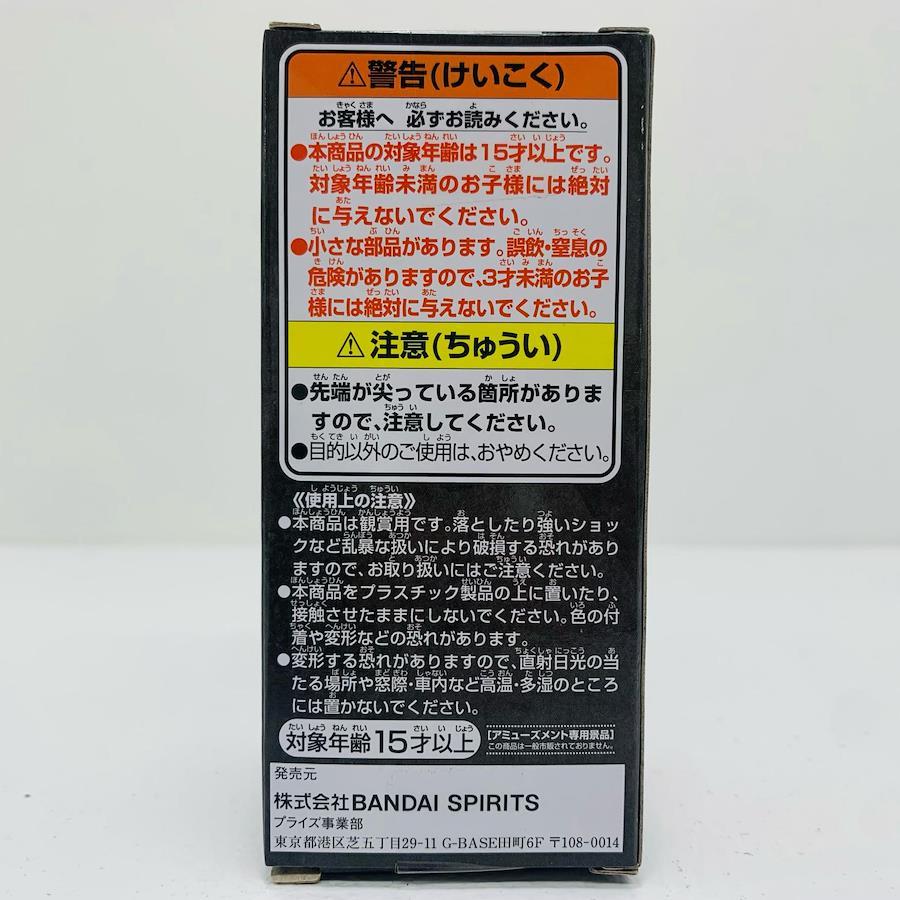 ⚠警告(けいこく)
お客様へ 必ずお読みください。
●本商品の対象年齢は15才以上です。
対象年齢未満のお子様には絶対
に与えないでください。
●小さな部品があります。誤飲・窒息の
危険がありますので、3才未満のお子
様には絶対に与えないでください。
⚠注意(ちゅうい)
●先端が尖っている箇所がありま
すので、注意してください。
●目的以外のご使用は、おやめください。
《使用上の注意》
●本商品は観賞用です。落としたり強いショッ
クなど乱暴な扱いにより破損する恐れがあり
ますので、お取り扱いにはご注意ください。
●本商品をプラスチック製品の上に置いたり、
接触させたままにしないでください。色の付
着や変形などの恐れがあります。
●変形する恐れがありますので、直射日光の当
たる場所や窓際・車内など高温・多湿のところ
には置かないでください。
対象年齢15才以上
[アミューズメント専用景品]
この商品は一般市販されておりません。
発売元
株式会社BANDAI SPIRITS
プライズ事業部
東京都港区芝五丁目29-11 G-BASE田町6F 〒108-0014